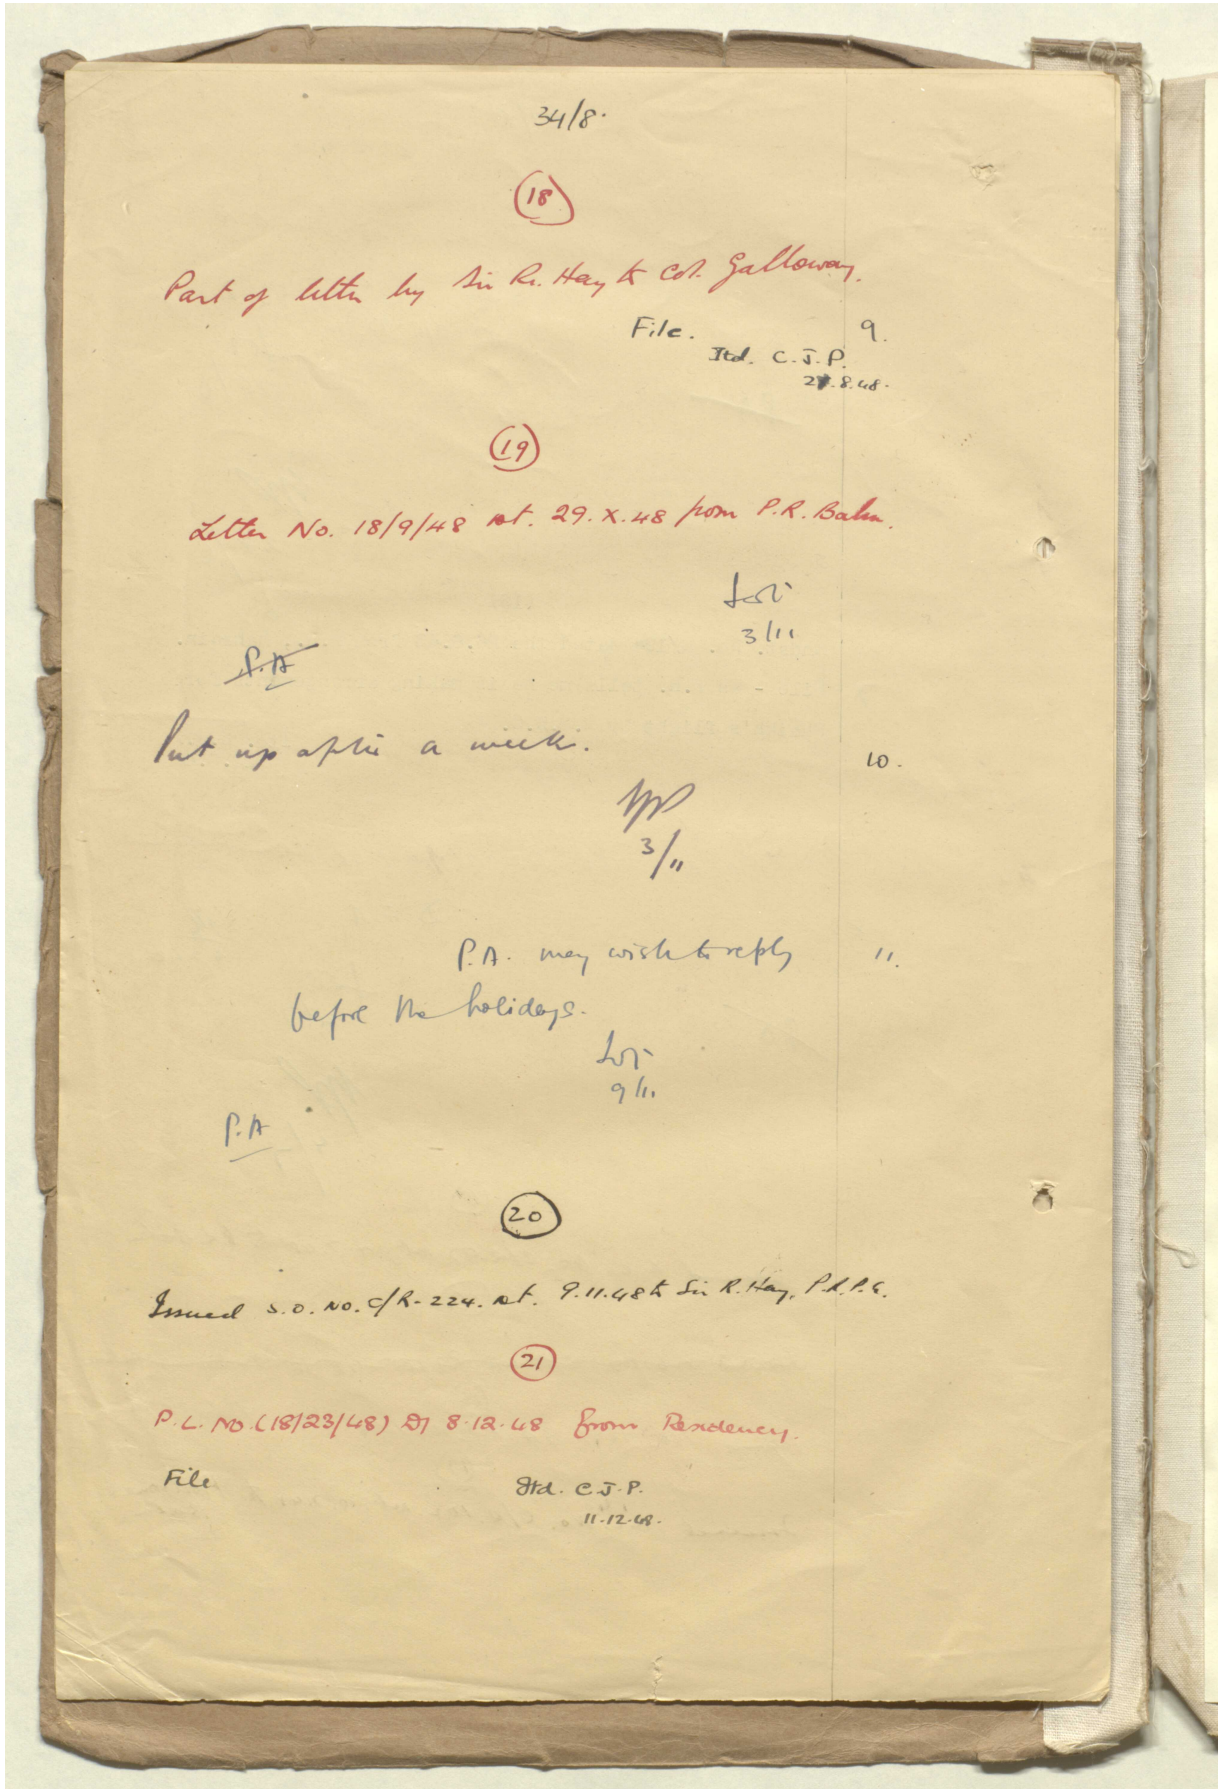 34/8.
18
Part of letter by Sir R. Hay to Col. Galloway.
File. 9.
Itd. C.J.P.
27.8.48.
19
Letter No. 18/9/48 dt. 29.X.48 from P.R. Bahn.
3/11
P.A
Put up after a week.
10.
3/11
P.A. may wish to reply 11.
before the holidays.
9/11.
P.A
20
Issued S.O. No. C/R-224. dt. 9.11.48 to Sir R. Hay, P.R.P.G.
21
P.L. NO. (18/23/48) D/ 8.12.48 from Residency.
File Itd. C.J.P.
11.12.48.